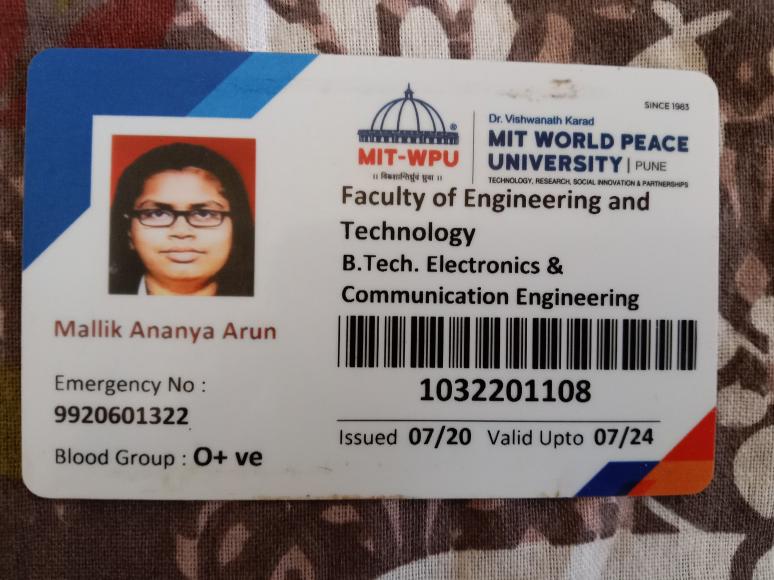 SINCE 1983
Dr. Vishwanath Karad
MIT WORLD PEACE
UNIVERSITY | PUNE
TECHNOLOGY, RESEARCH, SOCIAL INNOVATION & PARTNERSHIPS
MIT-WPU
®
॥ विश्वशान्तिर्ध्रुवं ध्रुवा ॥
Faculty of Engineering and
Technology
B.Tech. Electronics &
Communication Engineering
1032201108
Issued 07/20 Valid Upto 07/24
Mallik Ananya Arun
Emergency No :
9920601322
Blood Group : O+ ve